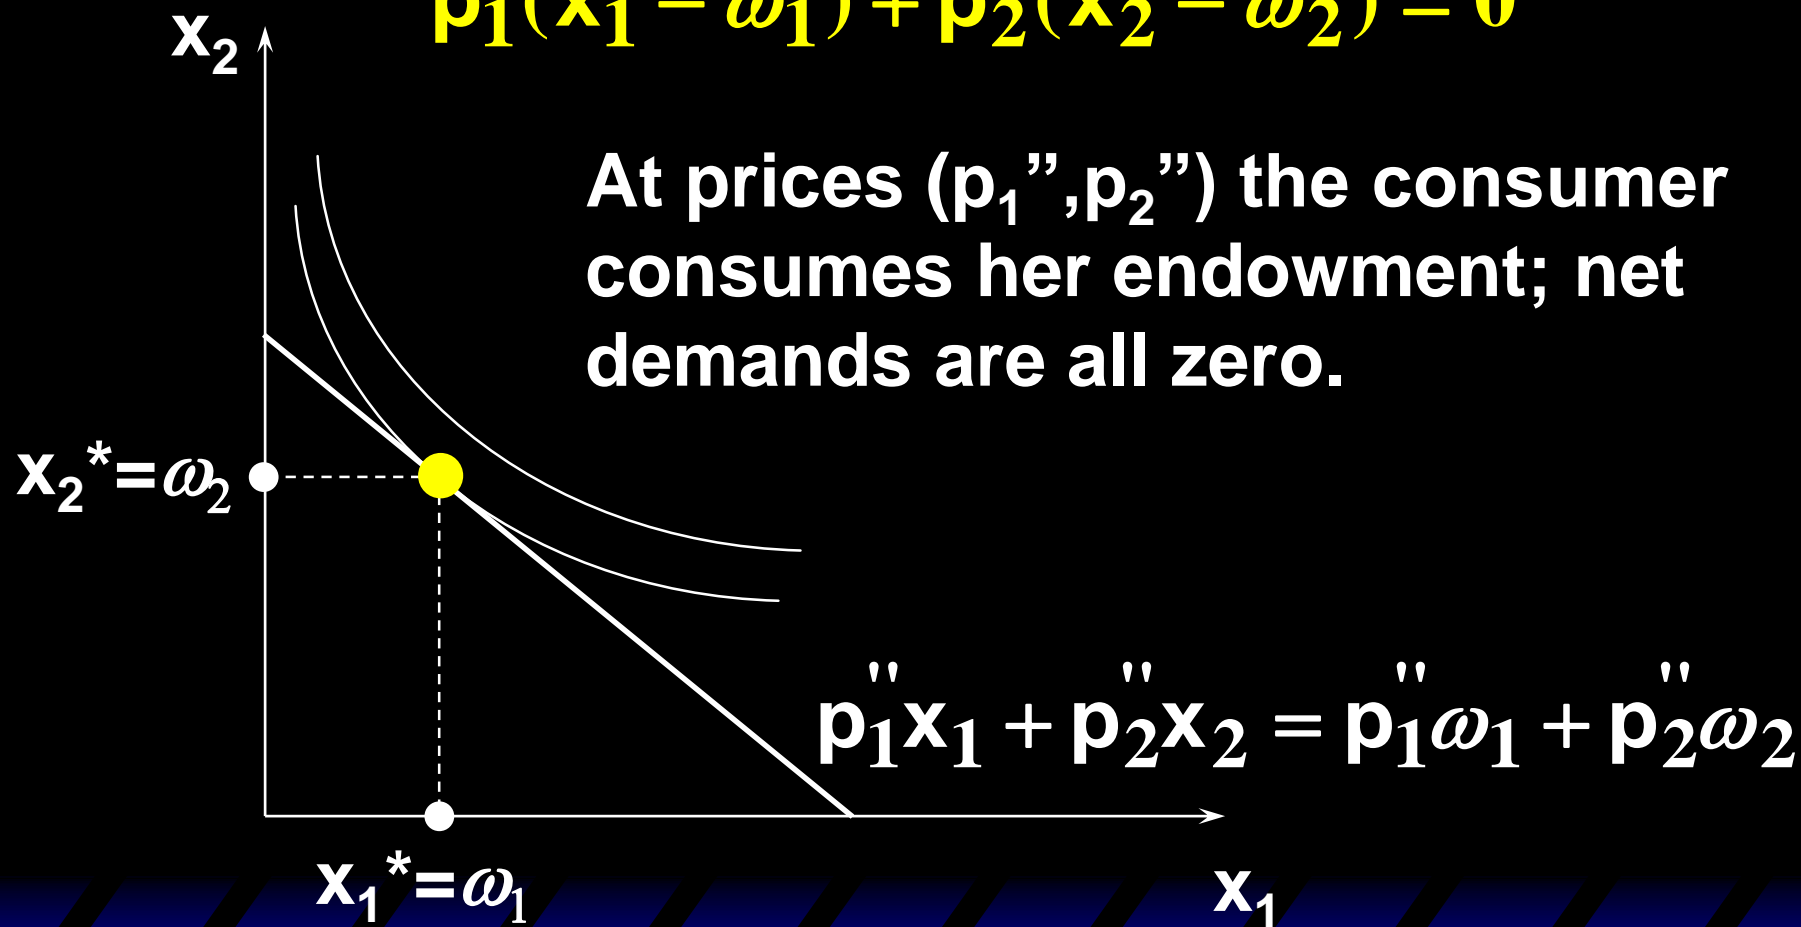 p₁(x₁ − ω₁) + p₂(x₂ − ω₂) = 0
x₂
At prices (p₁”,p₂”) the consumer
consumes her endowment; net
demands are all zero.
x₂*=ω₂
p₁''x₁ + p₂''x₂ = p₁''ω₁ + p₂''ω₂
x₁*=ω₁
x₁